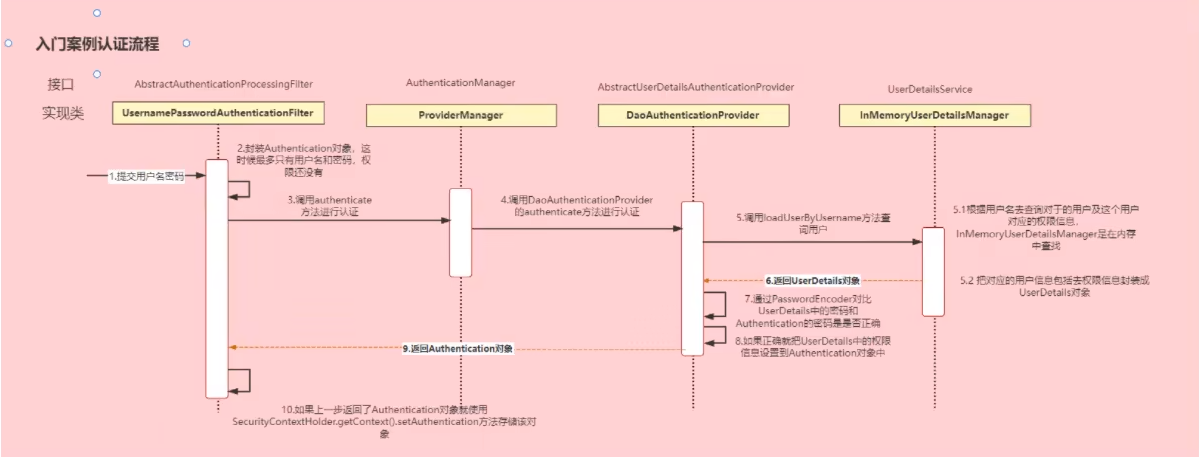 入门案例认证流程
接口
AbstractAuthenticationProcessingFilter
AuthenticationManager
AbstractUserDetailsAuthenticationProvider
UserDetailsService
实现类
UsernamePasswordAuthenticationFilter
ProviderManager
DaoAuthenticationProvider
InMemoryUserDetailsManager
1.提交用户名密码
2.封装Authentication对象，这
时候最多只有用户名和密码，权
限还没有
3.调用authenticate
方法进行认证
4.调用DaoAuthenticationProvider
的authenticate方法进行认证
5.调用loadUserByUsername方法查
询用户
5.1根据用户名去查询对于的用户及这个用户
对应的权限信息，
InMemoryUserDetailsManager是在内存
中查找
6.返回UserDetails对象
5.2 把对应的用户信息包括去权限信息封装成
UserDetails对象
7.通过PasswordEncoder对比
UserDetails中的密码和
Authentication的密码是是否正确
8.如果正确就把UserDetails中的权限
信息设置到Authentication对象中
9.返回Authentication对象
10.如果上一步返回了Authentication对象就使用
SecurityContextHolder.getContext().setAuthentication方法存储该对
象